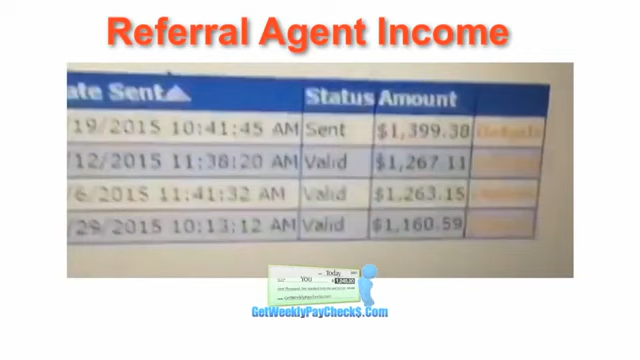 Referral Agent Income
ate Sent Status Amount
/19/2015 10:41:45 AM Sent $1,399.38 Details
/12/2015 11:38:20 AM Valid $1,267.11
/6/2015 11:41:32 AM Valid $1,263.15
/29/2015 10:13:12 AM Valid $1,160.59
Today
You
GetWeeklyPayCheck$.Com